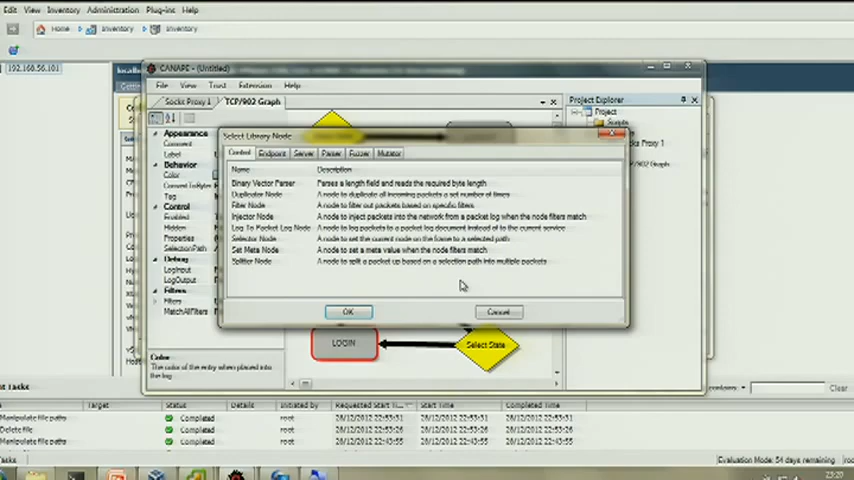 Edit View Inventory Administration Plug-ins Help
Home Inventory Inventory
192.168.56.101
CANAPE - (Untitled)
File View Trust Extension Help
Socks Proxy 1 TCP/902 Graph
Project Explorer
Project
Scripts
Socks Proxy 1
TCP/902 Graph
Appearance
Comment
Label
Behavior
Color
ConvertToByte
Tag
Control
Enabled
Hidden
Properties
SelectionPath
Debug
LogInput
LogOutput
Filters
Filters
MatchAllFilters
Select Library Node
Control Endpoint Server Parser Fuzzer Mutator
Name Description
Binary Vector Parser Parses a length field and reads the required byte length
Duplicator Node A node to duplicate all incoming packets a set number of times
Filter Node A node to filter out packets based on specific filters
Injector Node A node to inject packets into the network from a packet log when the node filters match
Log To Packet Log Node A node to log packets to a packet log document instead of to the current service
Selector Node A node to set the current node on the frame to a selected path
Set Meta Node A node to set a meta value when the node filters match
Splitter Node A node to split a packet up based on a selection path into multiple packets
OK Cancel
LOGIN
Select State
Color
The color of the entry when placed into the log
Tasks
Clear
Name Target Status Details Initiated by Requested Start Ti... Start Time Completed Time
Manipulate file paths Completed root 28/12/2012 22:53:31 28/12/2012 22:53:31 28/12/2012 22:53:31
Delete file Completed root 28/12/2012 22:53:26 28/12/2012 22:53:26 28/12/2012 22:53:26
Manipulate file paths Completed root 28/12/2012 22:43:55 28/12/2012 22:43:55 28/12/2012 22:43:55
Tasks Evaluation Mode: 54 days remaining
23:20